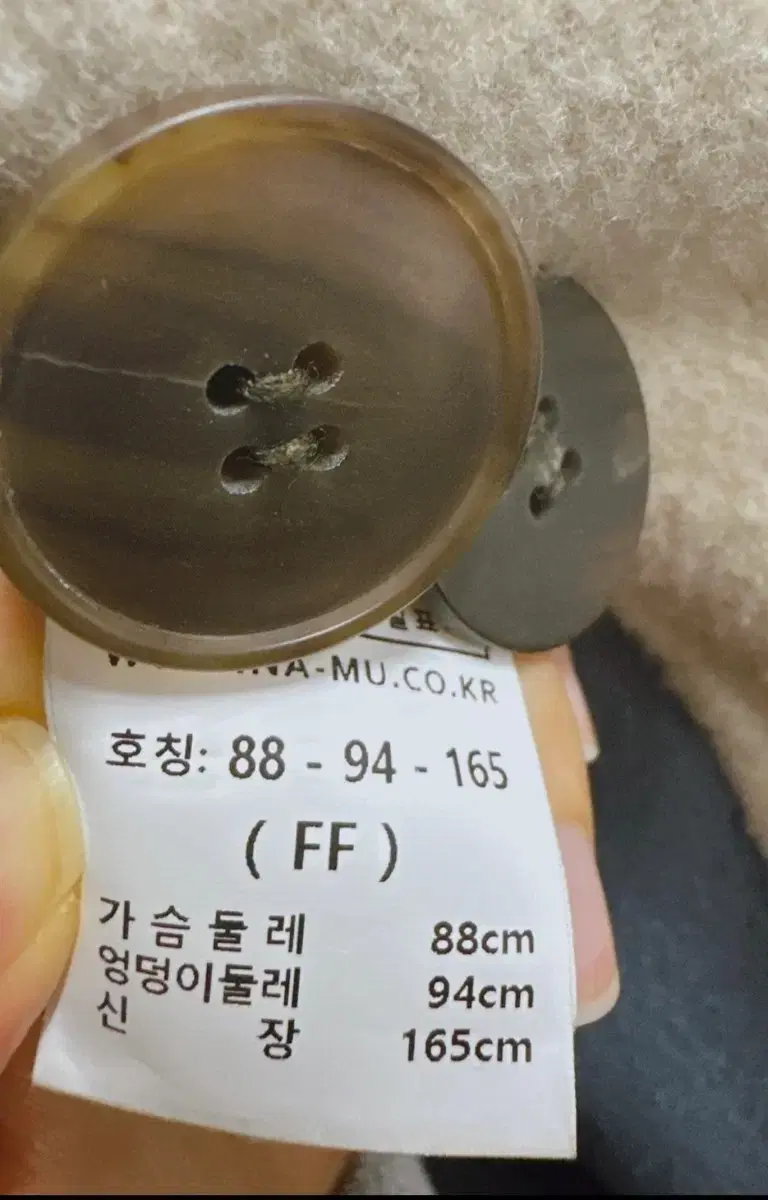 NA-MU.CO.KR
호칭: 88 - 94 - 165
( FF )
가슴둘레 88cm
엉덩이둘레 94cm
신장 165cm